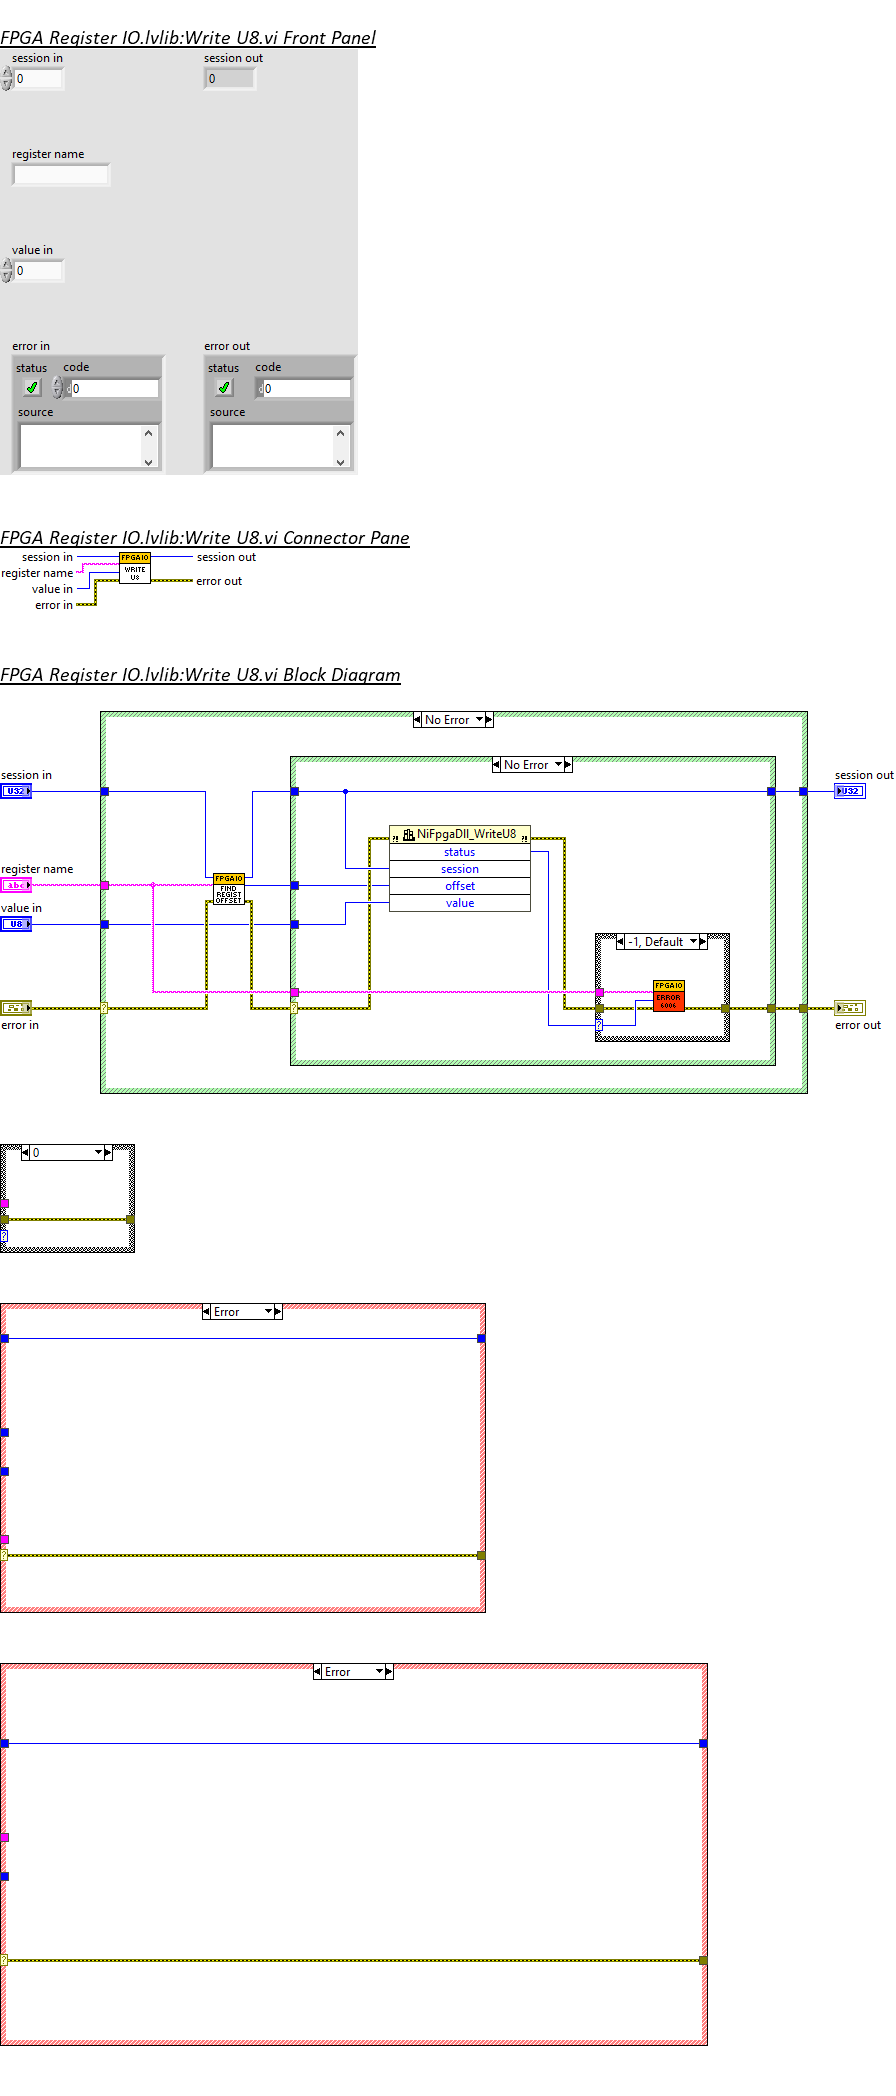 FPGA Register IO.lvlib:Write U8.vi Front Panel
session in
session out
0
0
register name
value in
0
error in
error out
status code
status code
0
0
source
source
FPGA Register IO.lvlib:Write U8.vi Connector Pane
session in
FPGAIO
session out
register name
WRITE
U8
value in
error out
error in
FPGA Register IO.lvlib:Write U8.vi Block Diagram
No Error
No Error
session in
session out
U32
U32
NiFpgaDll_WriteU8
status
session
offset
value
register name
abc
FPGAIO
FIND
REGIST
OFFSET
value in
U8
-1, Default
FPGAIO
ERROR
6006
?
?
?
error in
error out
0
?
Error
?
Error
?